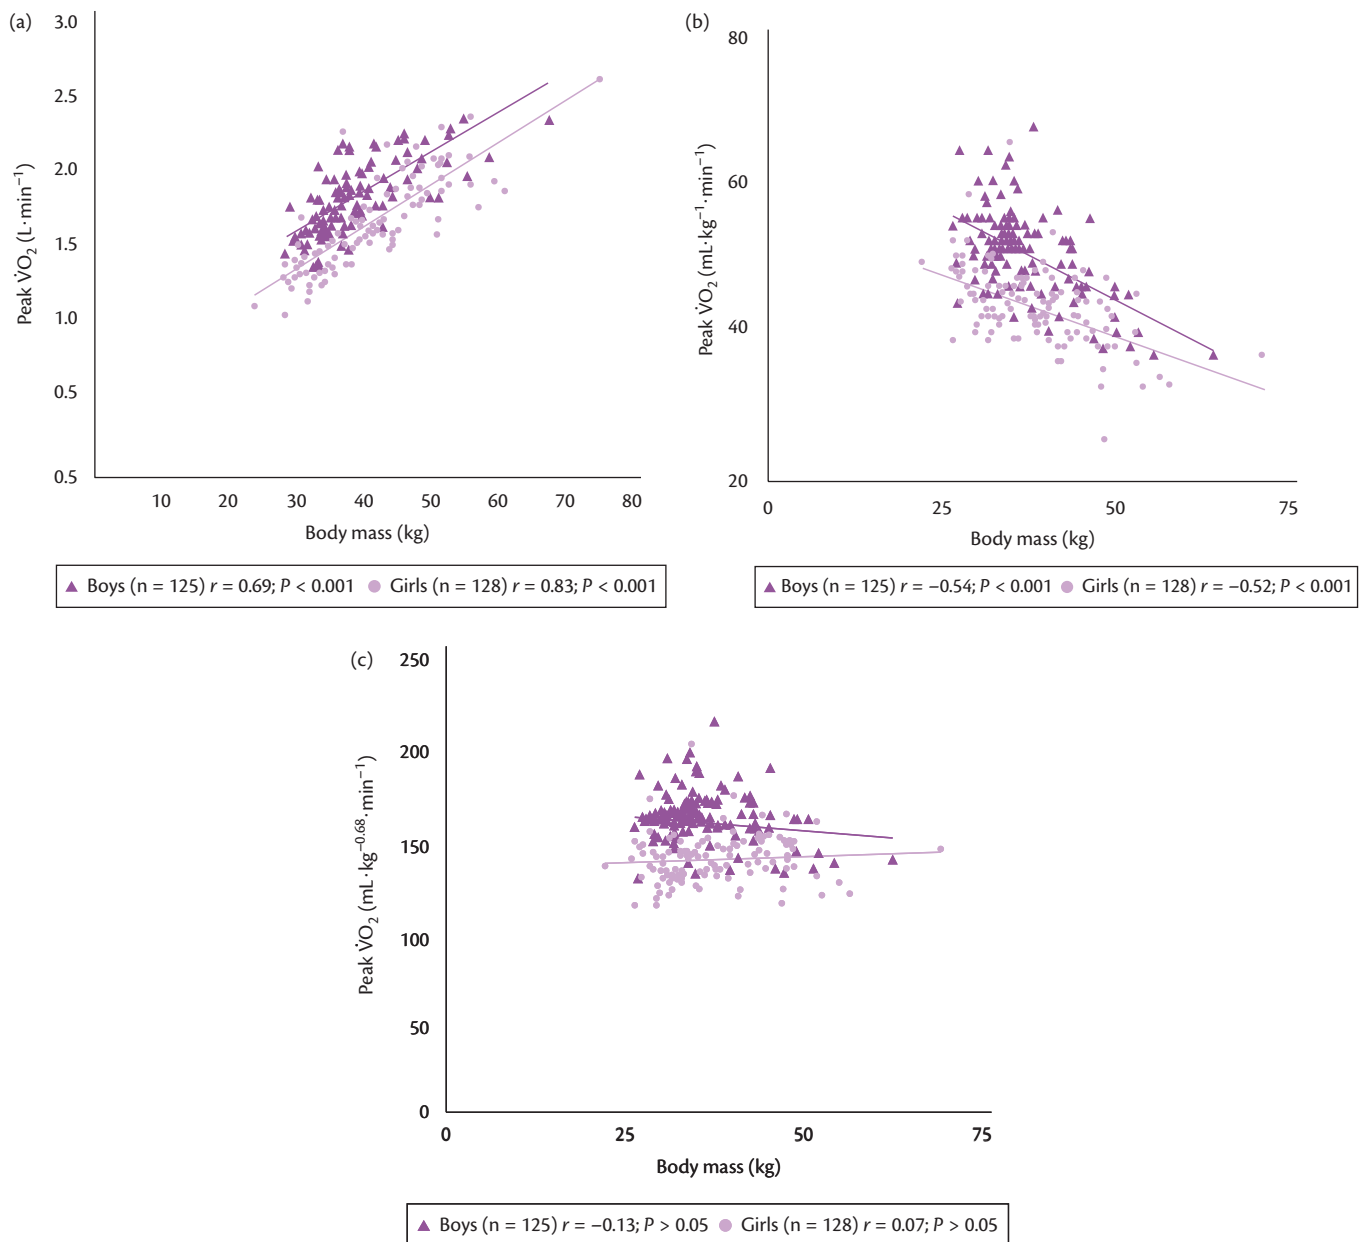 (a)
3.0
2.5
2.0
1.5
1.0
0.5
0.5
Peak V̇O₂ (L·min⁻¹)
10 20 30 40 50 60 70 80
Body mass (kg)
▲ Boys (n = 125) r = 0.69; P < 0.001 ● Girls (n = 128) r = 0.83; P < 0.001
(b)
80
60
40
20
Peak V̇O₂ (mL·kg⁻¹·min⁻¹)
0 25 50 75
Body mass (kg)
▲ Boys (n = 125) r = −0.54; P < 0.001 ● Girls (n = 128) r = −0.52; P < 0.001
(c)
250
200
150
100
50
0
Peak V̇O₂ (mL·kg⁻⁰·⁶⁸·min⁻¹)
0 25 50 75
Body mass (kg)
▲ Boys (n = 125) r = −0.13; P > 0.05 ● Girls (n = 128) r = 0.07; P > 0.05